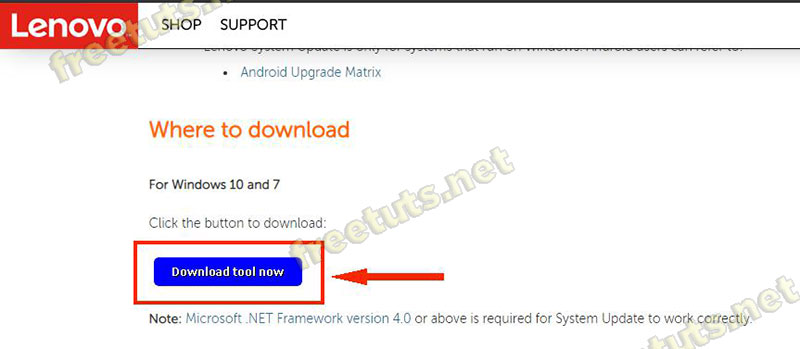 Lenovo SHOP SUPPORT
Lenovo System Update is only for systems that run on Windows. Android users can refer to:
• Android Upgrade Matrix
Where to download
For Windows 10 and 7
Click the button to download:
Download tool now
Note: Microsoft .NET Framework version 4.0 or above is required for System Update to work correctly.
freetuts.net
freetuts.net
freetuts.net
freetuts.net